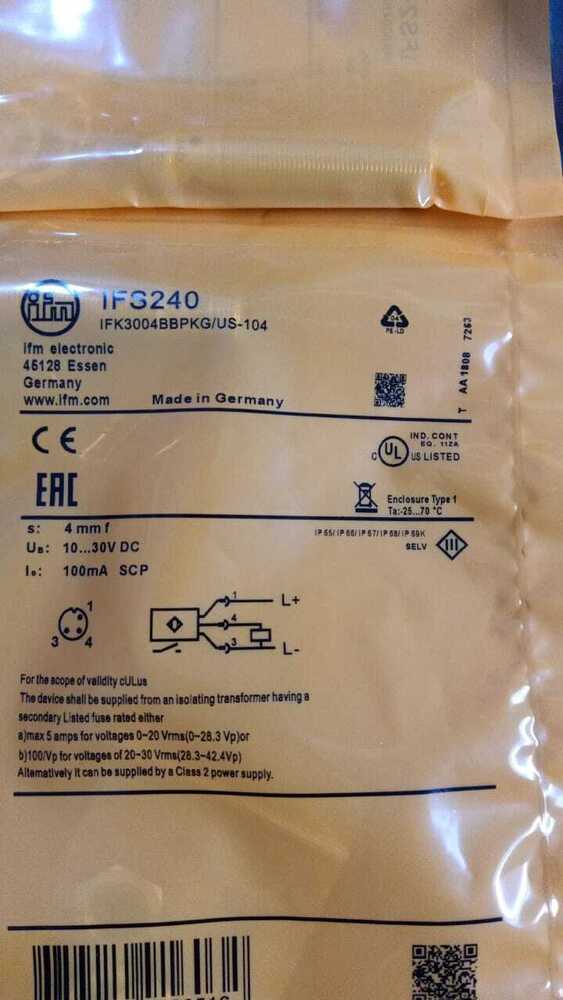 ifm
IFS240
IFK3004BBPKG/US-104
ifm electronic
45128 Essen
Germany
www.ifm.com
Made in Germany
04
PE-LD
T AA 1808 7263
CE
EAC
IND. CONT
EQ. 11ZA
C UL US LISTED
Enclosure Type 1
Ta:-25...70 °C
s: 4 mm f
UB: 10...30V DC
Ie: 100mA SCP
IP 65/IP 66/IP 67/IP 68/IP 69K
SELV III
1
3 4
1 L+
4
3 L-
For the scope of validity cULus
The device shall be supplied from an isolating transformer having a
secondary Listed fuse rated either
a)max 5 amps for voltages 0~20 Vrms(0~28.3 Vp)or
b)100/Vp for voltages of 20~30 Vrms(28.3~42.4Vp)
Alternatively it can be supplied by a Class 2 power supply.